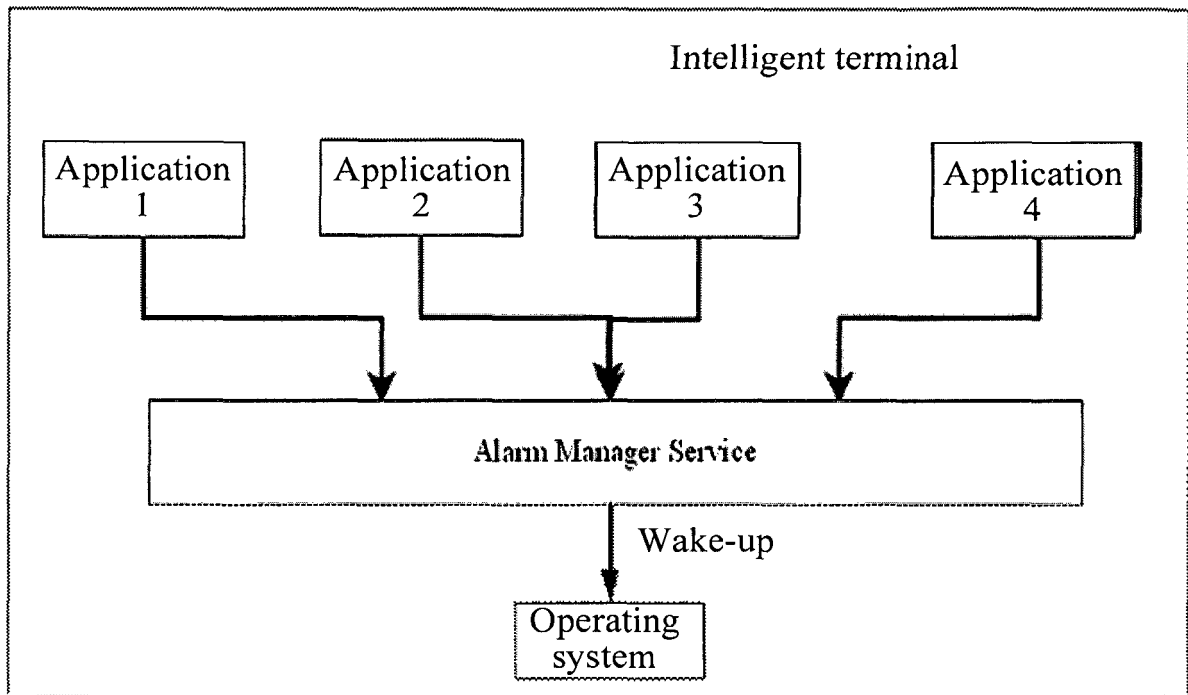 Intelligent terminal
Application
1
Application
2
Application
3
Application
4
Alarm Manager Service
Wake-up
Operating
system